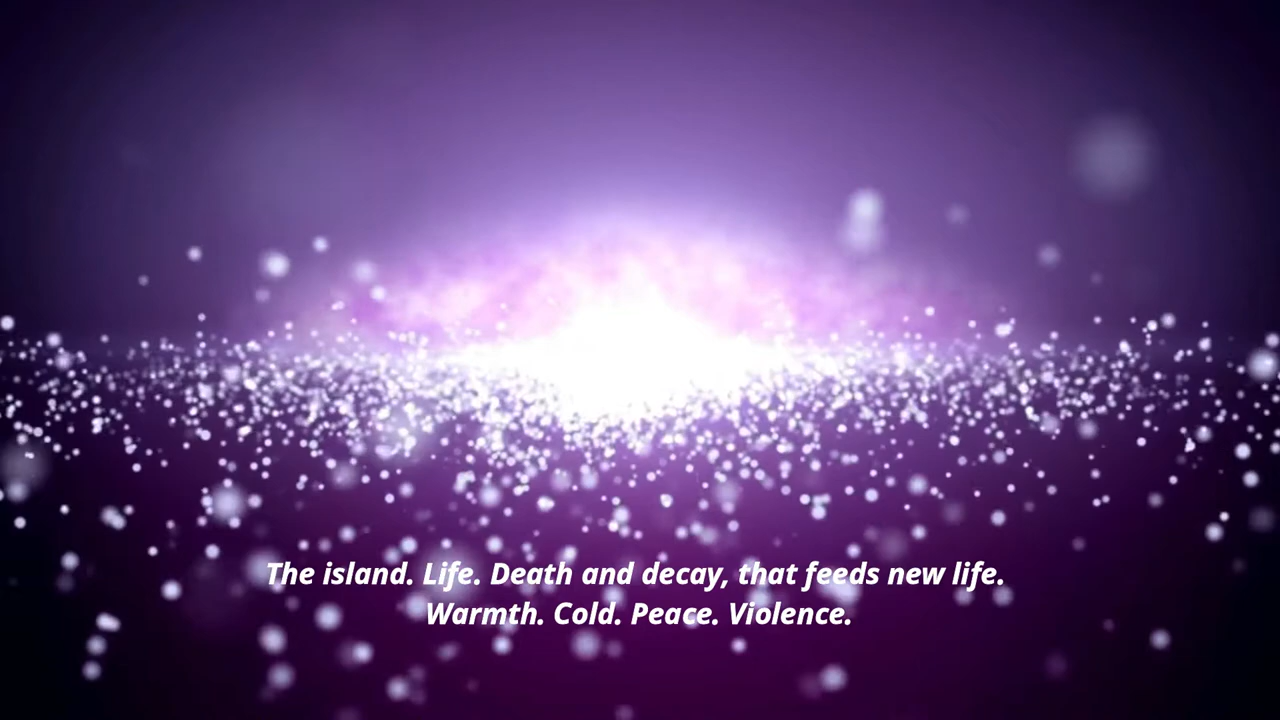 The island. Life. Death and decay, that feeds new life.
Warmth. Cold. Peace. Violence.